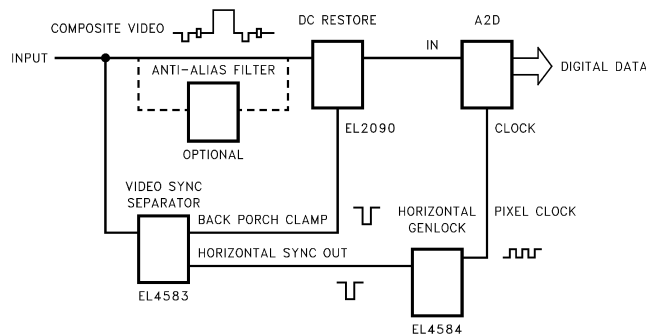 COMPOSITE VIDEO
DC RESTORE
A2D
INPUT
IN
ANTI-ALIAS FILTER
DIGITAL DATA
OPTIONAL
EL2090
CLOCK
VIDEO SYNC
SEPARATOR
BACK PORCH CLAMP
HORIZONTAL
GENLOCK
PIXEL CLOCK
HORIZONTAL SYNC OUT
EL4583
EL4584